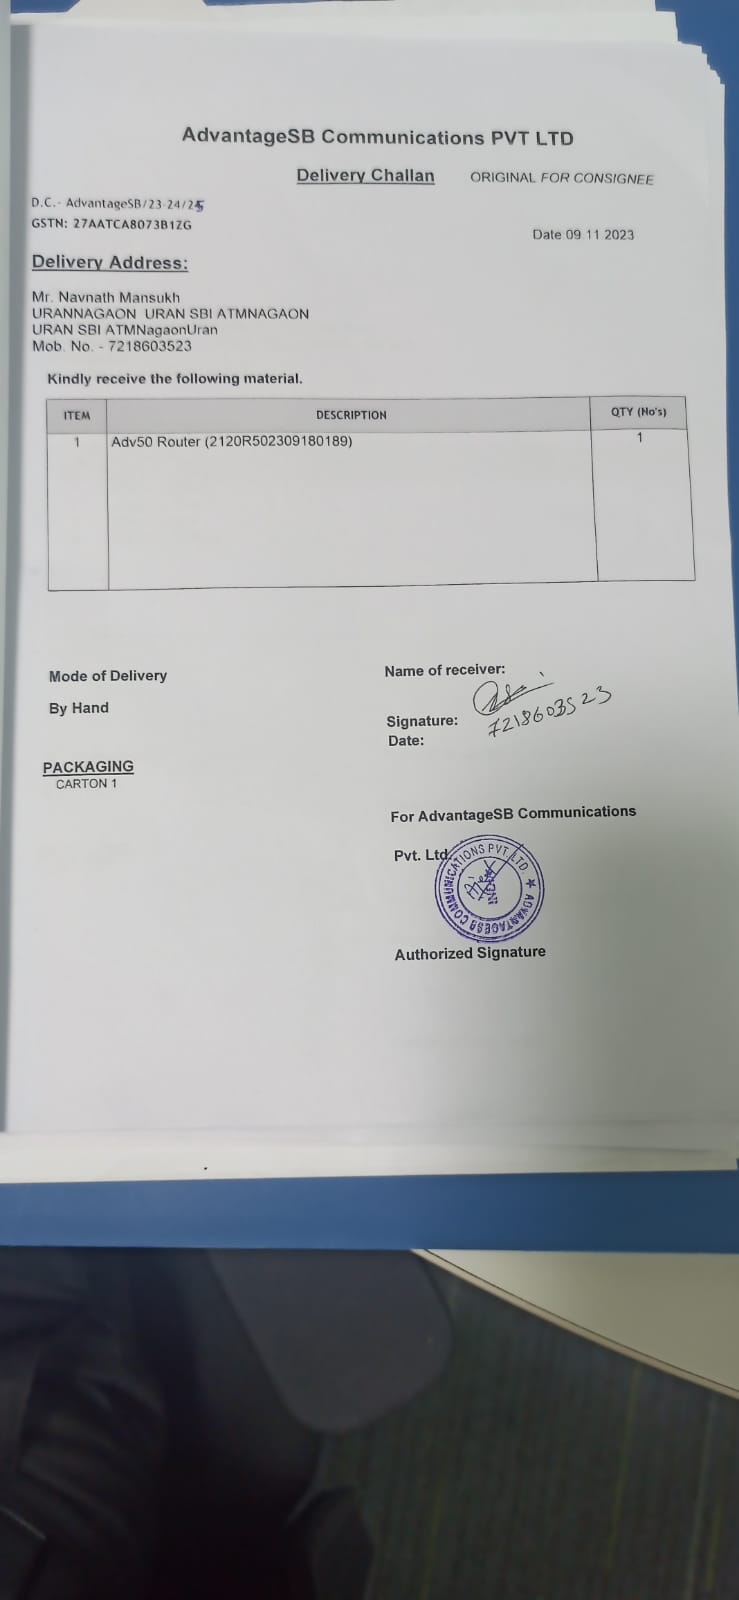 AdvantageSB Communications PVT LTD
Delivery Challan ORIGINAL FOR CONSIGNEE
D.C.- AdvantageSB/23-24/25
GSTN: 27AATCA8073B1ZG
Date 09.11.2023
Delivery Address:
Mr. Navnath Mansukh
URANNAGAON URAN SBI ATMNAGAON
URAN SBI ATMNagaonUran
Mob. No. - 7218603523
Kindly receive the following material.
ITEM DESCRIPTION QTY (No's)
1 Adv50 Router (2120R502309180189) 1
Mode of Delivery
By Hand
PACKAGING
CARTON 1
Name of receiver:
Signature:
7218603523
Date:
For AdvantageSB Communications
Pvt. Ltd.
ADVANTAGESB COMMUNICATIONS PVT. LTD.
Authorized Signature